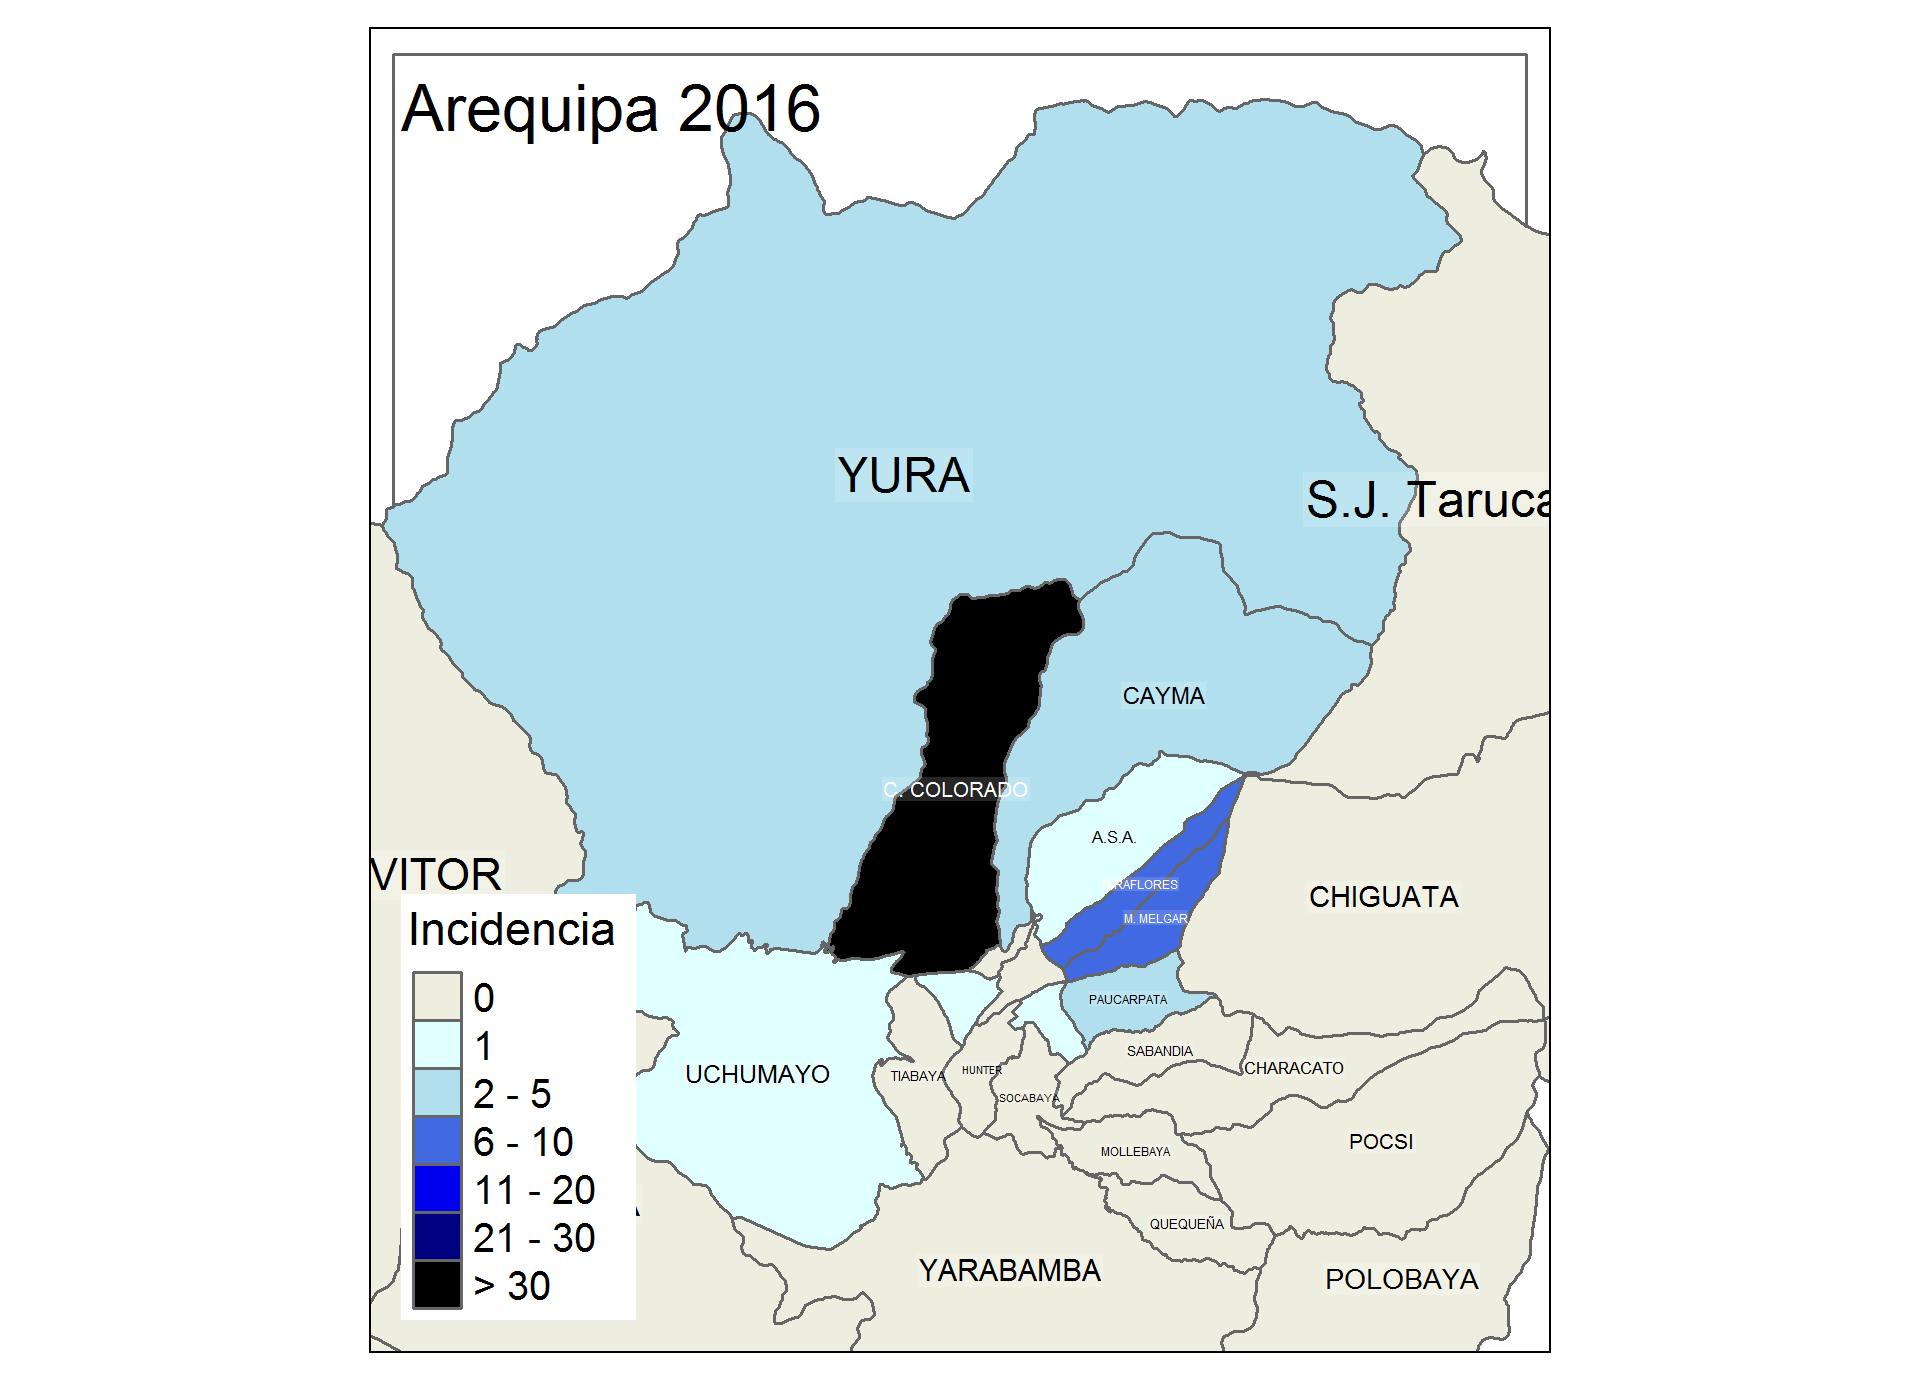 Arequipa 2016
YURA
S.J. Taruca
CAYMA
C. COLORADO
A.S.A.
VITOR
RAFLORES
CHIGUATA
M. MELGAR
Incidencia
0
PAUCARPATA
1
SABANDIA
CHARACATO
UCHUMAYO
TIABAYA
HUNTER
2 - 5
SOCABAYA
6 - 10
POCSI
MOLLEBAYA
11 - 20
QUEQUEÑA
21 - 30
YARABAMBA
POLOBAYA
> 30